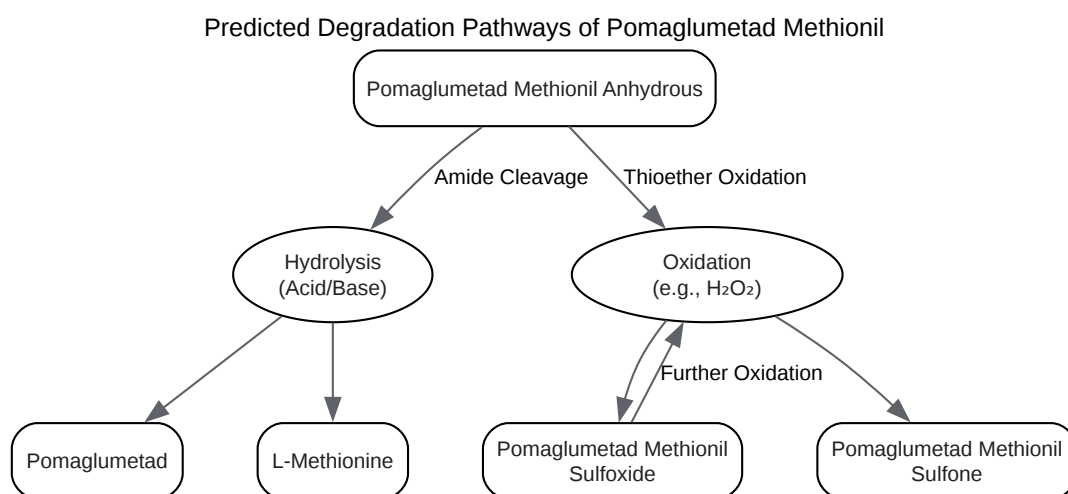 Predicted Degradation Pathways of Pomaglumetad Methionil
Pomaglumetad Methionil Anhydrous
Amide Cleavage
Thioether Oxidation
Hydrolysis
(Acid/Base)
Oxidation
(e.g., H₂O₂)
Further Oxidation
Pomaglumetad
L-Methionine
Pomaglumetad Methionil
Sulfoxide
Pomaglumetad Methionil
Sulfone